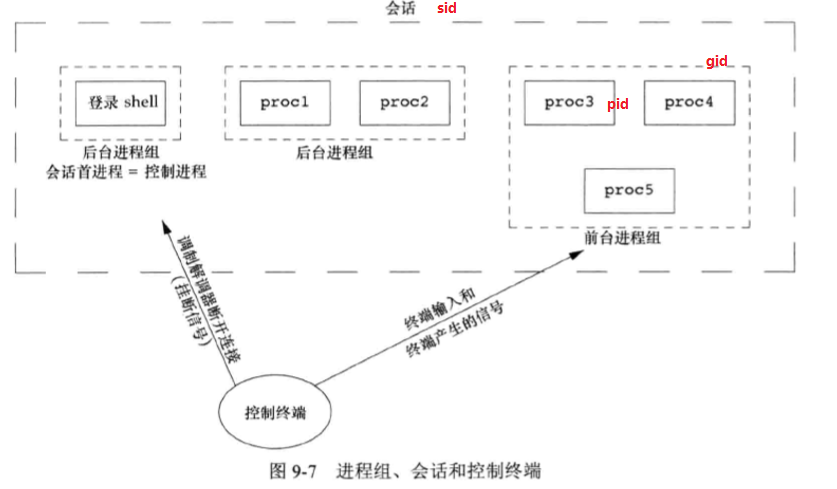 会话 sid
gid
登录 shell
proc1
proc2
proc3
pid
proc4
后台进程组
会话首进程 = 控制进程
后台进程组
proc5
前台进程组
调制解调器断开连接
(挂断信号)
终端输入和
终端产生的信号
控制终端
图 9-7 进程组、会话和控制终端